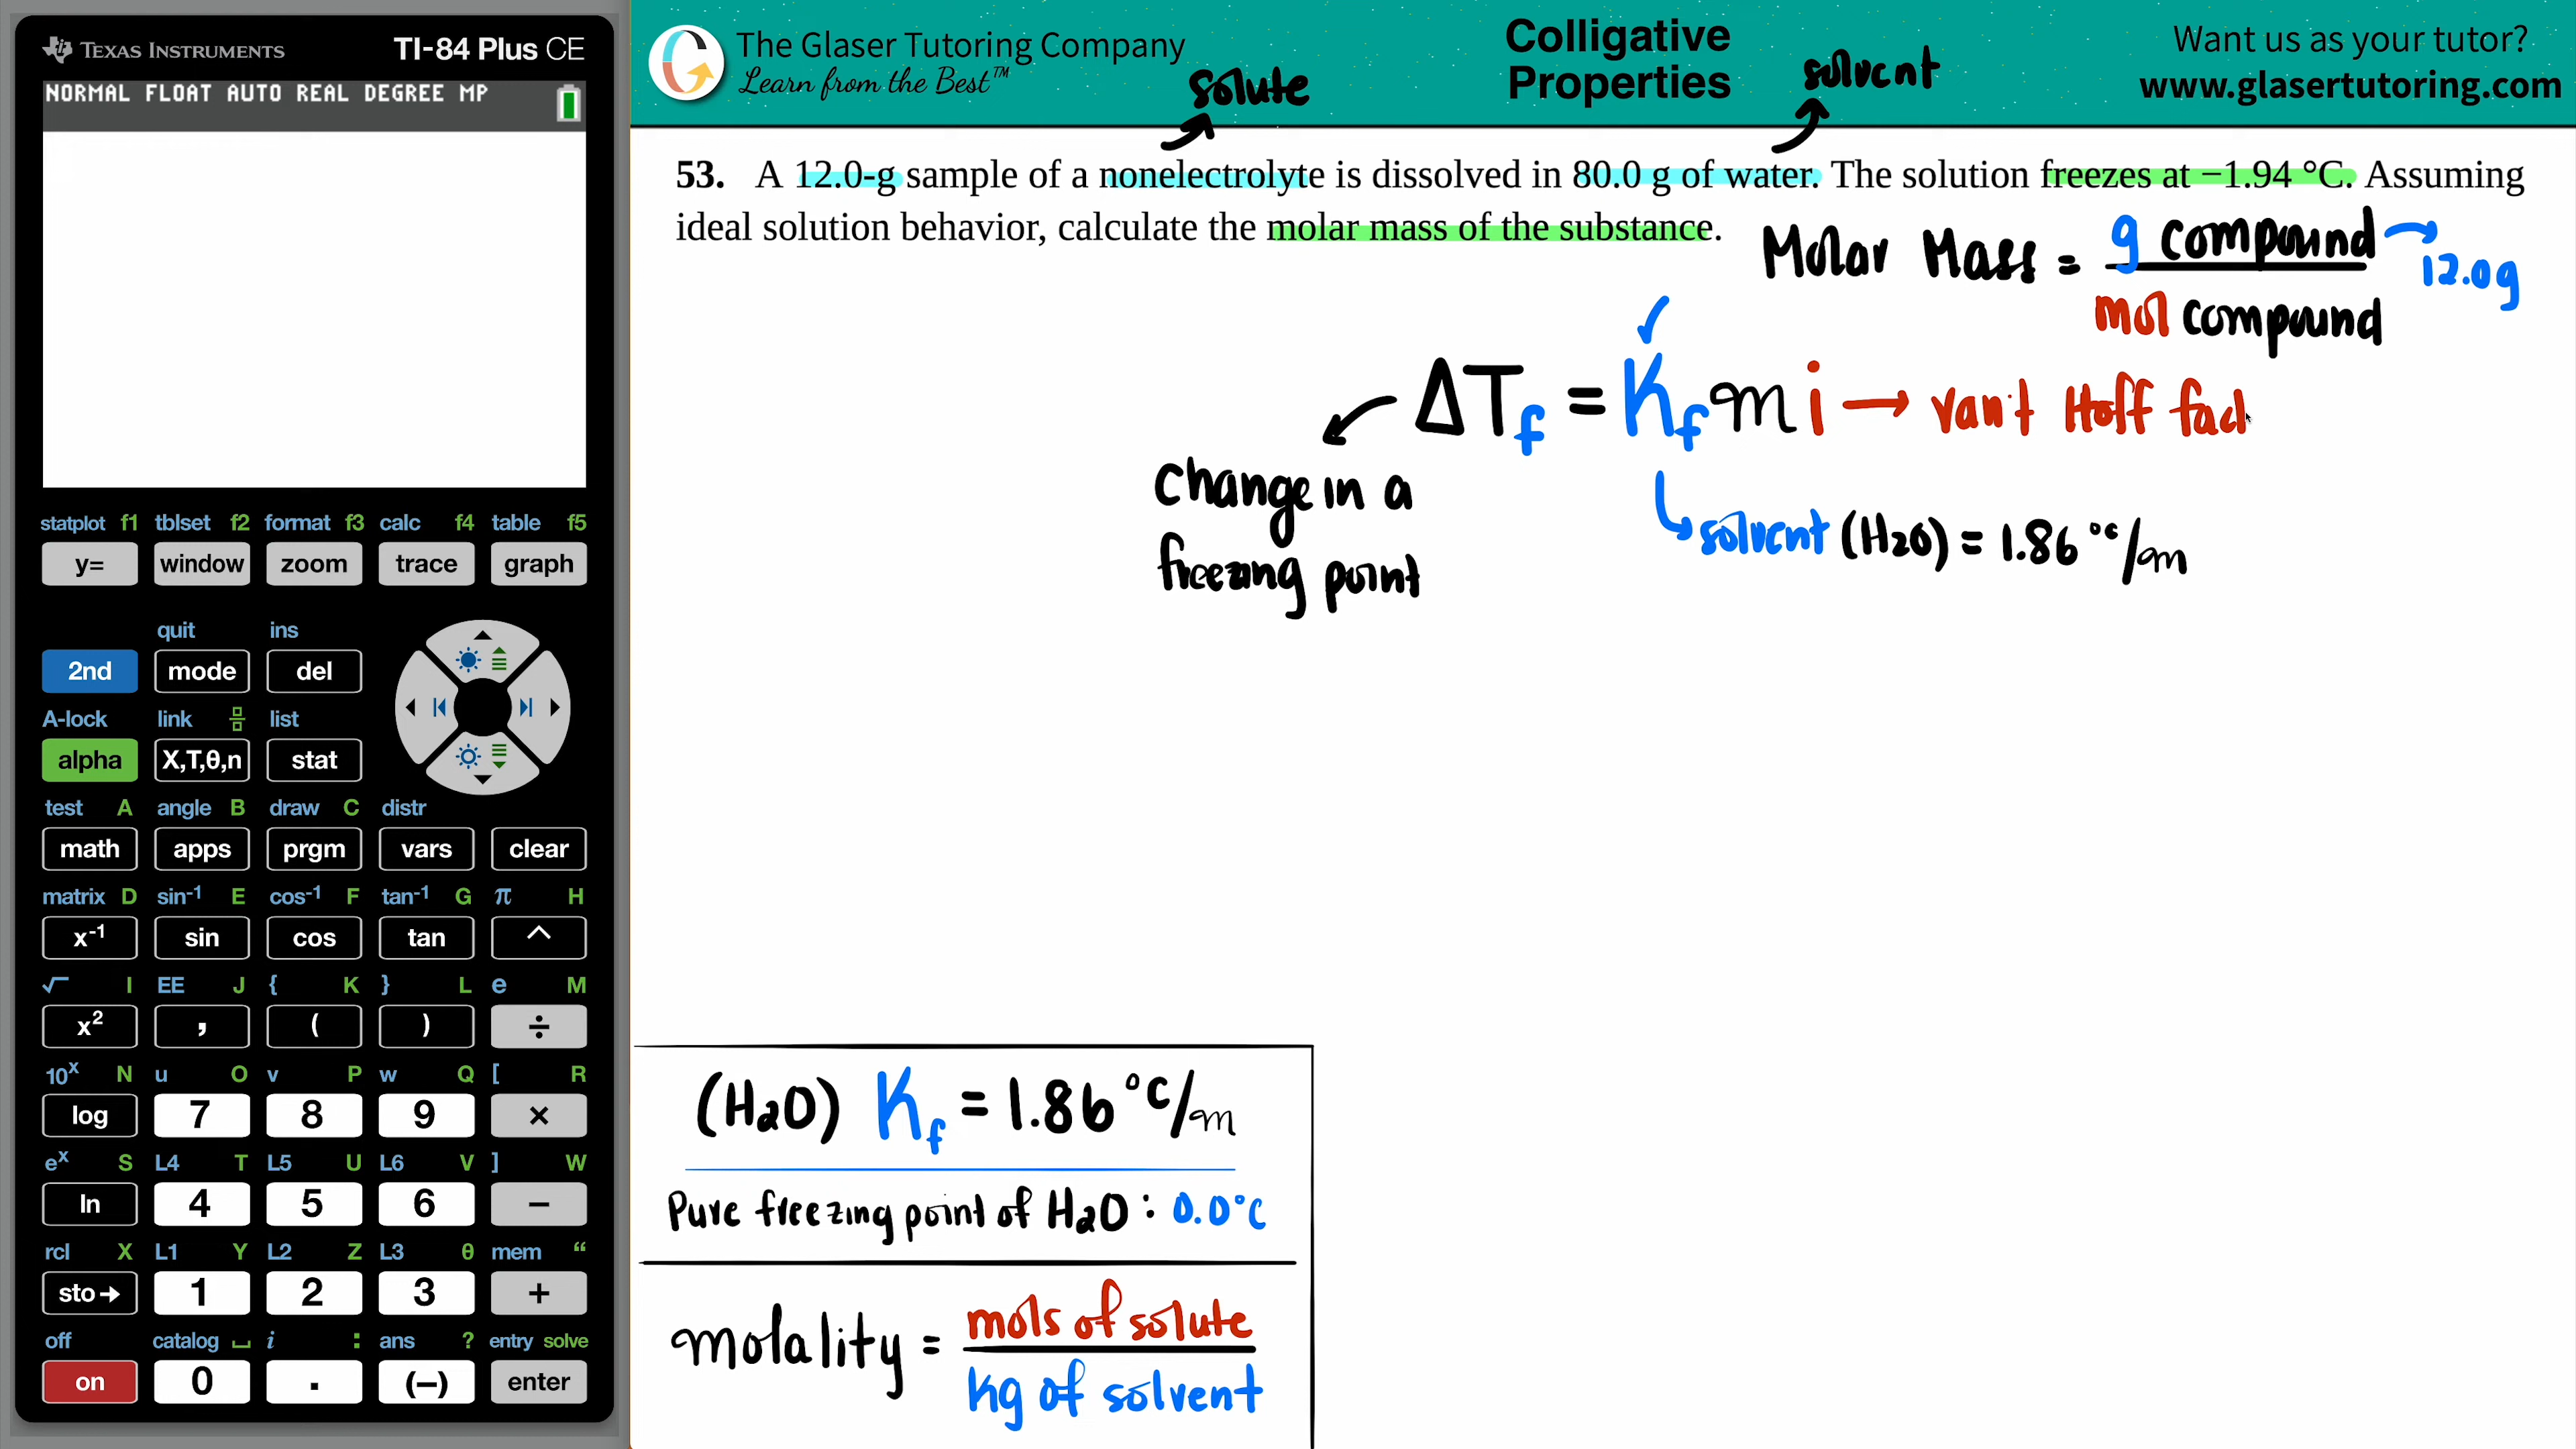 TEXAS INSTRUMENTS TI-84 Plus CE
NORMAL FLOAT AUTO REAL DEGREE MP
statplot f1 tblset f2 format f3 calc f4 table f5
y= window zoom trace graph
quit ins
2nd mode del
A-lock link list
alpha X,T,θ,n stat
test A angle B draw C distr
math apps prgm vars clear
matrix D sin⁻¹ E cos⁻¹ F tan⁻¹ G π H
x⁻¹ sin cos tan ^
√ I EE J { K } L e M
x² , ( ) ÷
10ˣ N u O v P w Q [ R
log 7 8 9 ×
eˣ S L4 T L5 U L6 V ] W
ln 4 5 6 −
rcl X L1 Y L2 Z L3 θ mem “
sto→ 1 2 3 +
off catalog ⎵ i : ans ? entry solve
on 0 . (−) enter
The Glaser Tutoring Company
Learn from the Best™
Colligative
Properties
Want us as your tutor?
www.glasertutoring.com
solute
solvent
53. A 12.0-g sample of a nonelectrolyte is dissolved in 80.0 g of water. The solution freezes at −1.94 °C. Assuming
ideal solution behavior, calculate the molar mass of the substance.
Molar Mass = g compound → 12.0g
mol compound
ΔTf = Kf m i → van't Hoff fact
change in a
freezing point
solvent (H₂O) = 1.86 °C/m
(H₂O) Kf = 1.86 °C/m
Pure freezing point of H₂O : 0.0°C
molality = mols of solute
kg of solvent